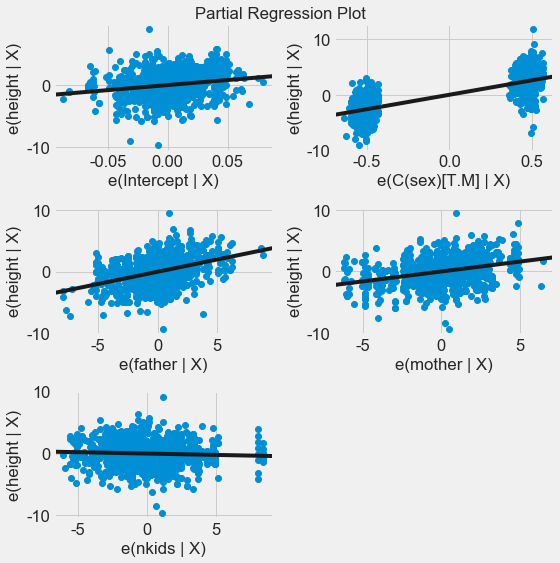 Partial Regression Plot
e(height | X)
0
-10
-0.05
0.00
0.05
e(Intercept | X)
e(height | X)
10
0
-10
-0.5
0.0
0.5
e(C(sex)[T.M] | X)
e(height | X)
10
0
-10
-5
0
5
e(father | X)
e(height | X)
10
0
-10
-5
0
5
e(mother | X)
e(height | X)
10
0
-10
-5
0
5
e(nkids | X)